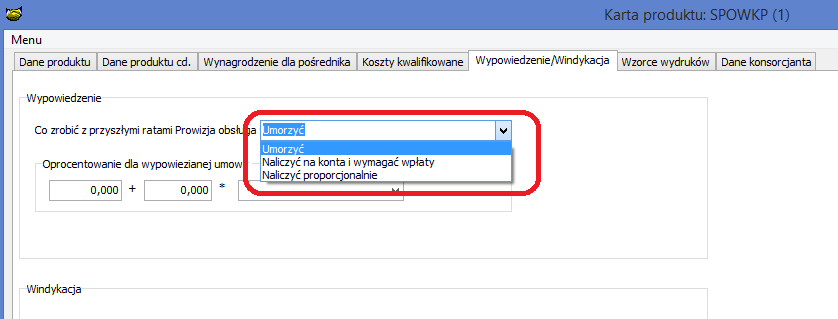 Karta produktu: SPOWKP (1)
Menu
Dane produktu Dane produktu cd. Wynagrodzenie dla pośrednika Koszty kwalifikowane Wypowiedzenie/Windykacja Wzorce wydruków Dane konsorcjanta
Wypowiedzenie
Co zrobić z przyszłymi ratami Prowizja obsługa Umorzyć
Umorzyć
Naliczyć na konta i wymagać wpłaty
Naliczyć proporcjonalnie
Oprocentowanie dla wypowiezianej umow
0,000 + 0,000 *
Windykacja